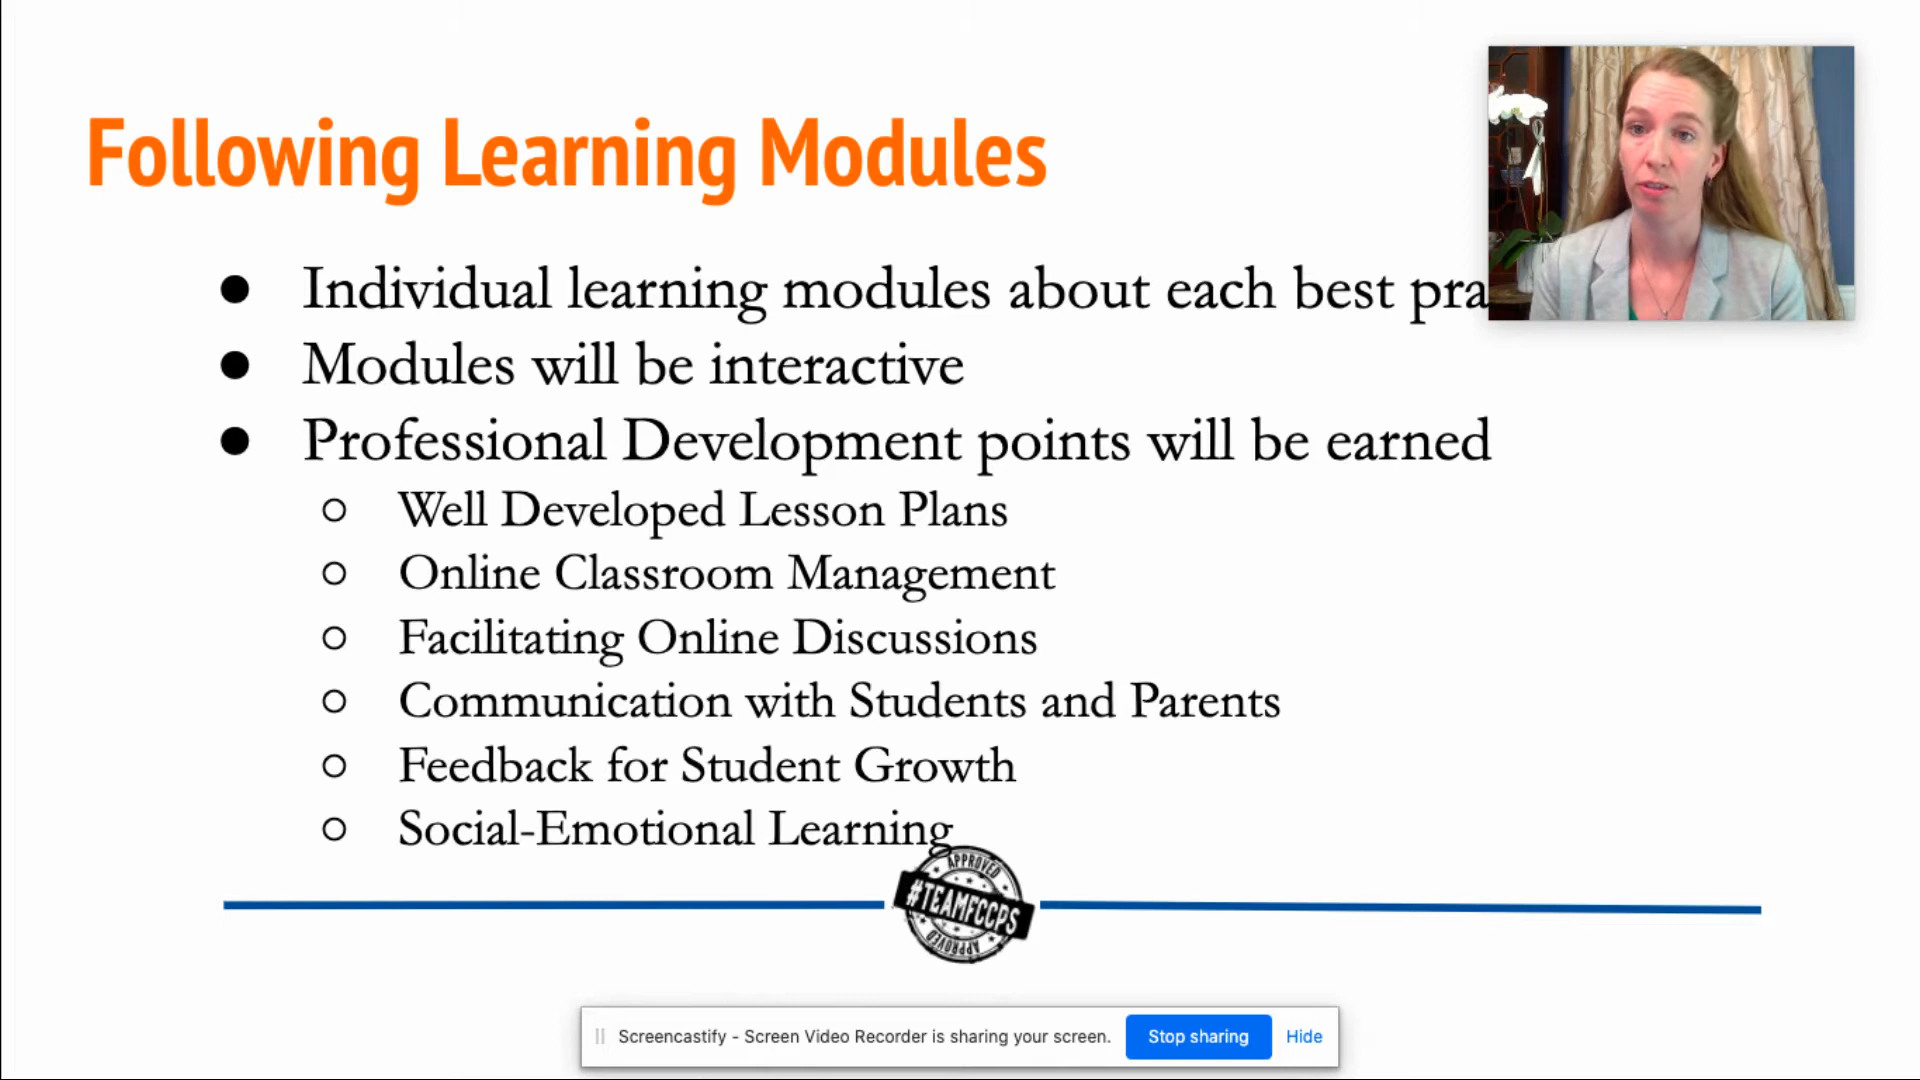 Following Learning Modules
● Individual learning modules about each best pra
● Modules will be interactive
● Professional Development points will be earned
○ Well Developed Lesson Plans
○ Online Classroom Management
○ Facilitating Online Discussions
○ Communication with Students and Parents
○ Feedback for Student Growth
○ Social-Emotional Learning
APPROVED
#TEAMFCCPS
APPROVED
Screencastify - Screen Video Recorder is sharing your screen. Stop sharing Hide